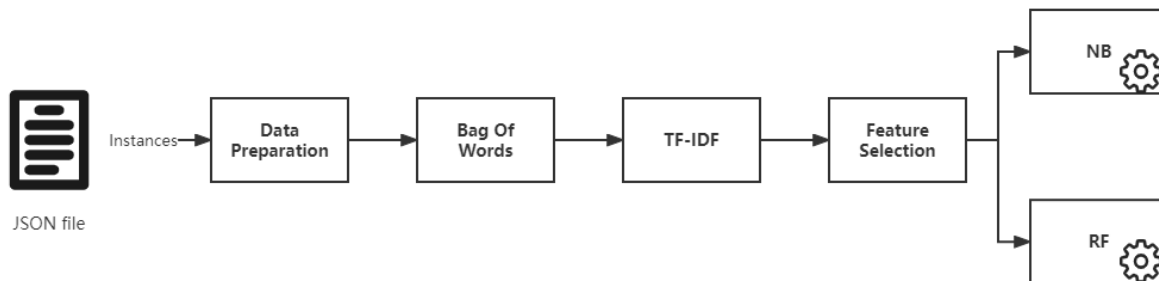 NB
Instances
Data
Preparation
Bag Of
Words
TF-IDF
Feature
Selection
JSON file
RF